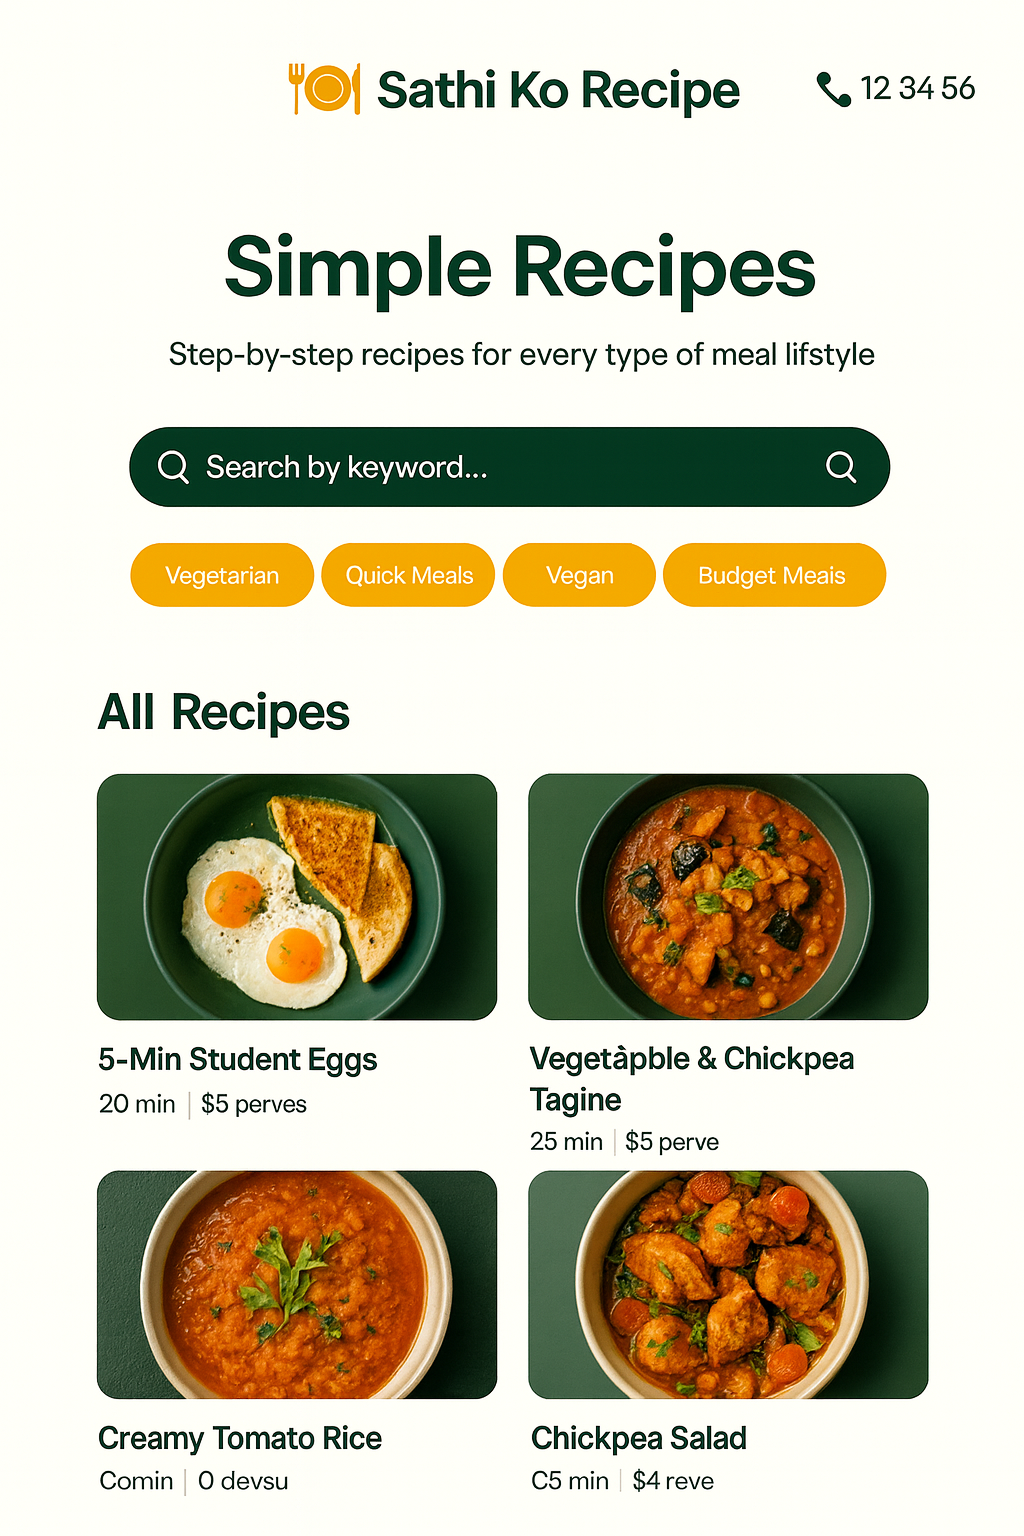 Sathi Ko Recipe
12 34 56
Simple Recipes
Step-by-step recipes for every type of meal lifstyle
Search by keyword...
Vegetarian
Quick Meals
Vegan
Budget Meais
All Recipes
5-Min Student Eggs
20 min | $5 perves
Vegetàpble & Chickpea
Tagine
25 min | $5 perve
Creamy Tomato Rice
Comin | 0 devsu
Chickpea Salad
C5 min | $4 reve